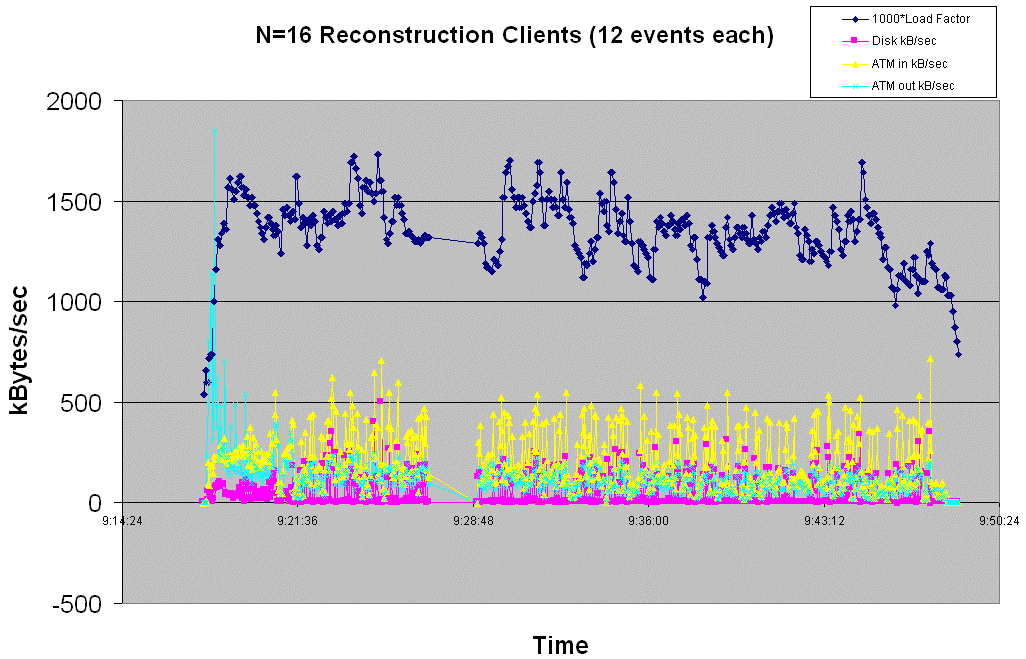 N=16 Reconstruction Clients (12 events each)
1000*Load Factor
Disk kB/sec
ATM in kB/sec
ATM out kB/sec
kBytes/sec
2000
1500
1000
500
0
-500
9:14:24
9:21:36
9:28:48
9:36:00
9:43:12
9:50:24
Time